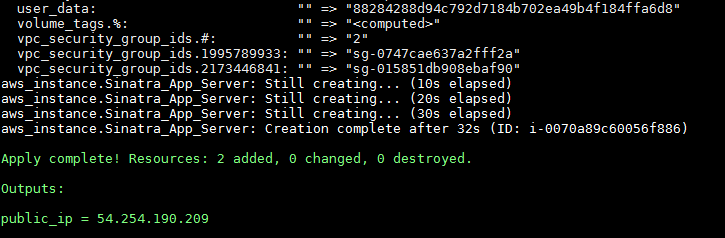 user_data: "" => "88284288d94c792d7184b702ea49b4f184ffa6d8"
volume_tags.%: "" => "<computed>"
vpc_security_group_ids.#: "" => "2"
vpc_security_group_ids.1995789933: "" => "sg-0747cae637a2fff2a"
vpc_security_group_ids.2173446841: "" => "sg-015851db908ebaf90"
aws_instance.Sinatra_App_Server: Still creating... (10s elapsed)
aws_instance.Sinatra_App_Server: Still creating... (20s elapsed)
aws_instance.Sinatra_App_Server: Still creating... (30s elapsed)
aws_instance.Sinatra_App_Server: Creation complete after 32s (ID: i-0070a89c60056f886)
Apply complete! Resources: 2 added, 0 changed, 0 destroyed.
Outputs:
public_ip = 54.254.190.209